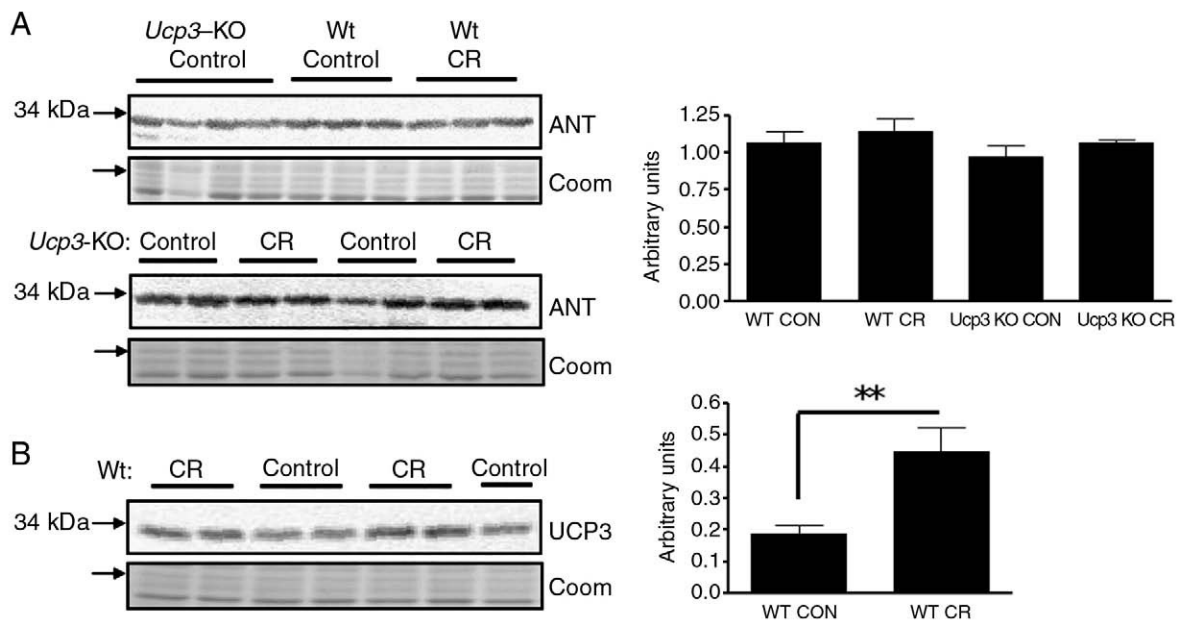 A
Ucp3–KO Control
Wt Control
Wt CR
34 kDa
ANT
Coom
Ucp3-KO: Control CR Control CR
34 kDa
ANT
Coom
1.25
1.00
0.75
0.50
0.25
0.00
Arbitrary units
WT CON WT CR Ucp3 KO CON Ucp3 KO CR
B
Wt: CR Control CR Control
34 kDa
UCP3
Coom
**
0.6
0.5
0.4
0.3
0.2
0.1
0.0
Arbitrary units
WT CON WT CR